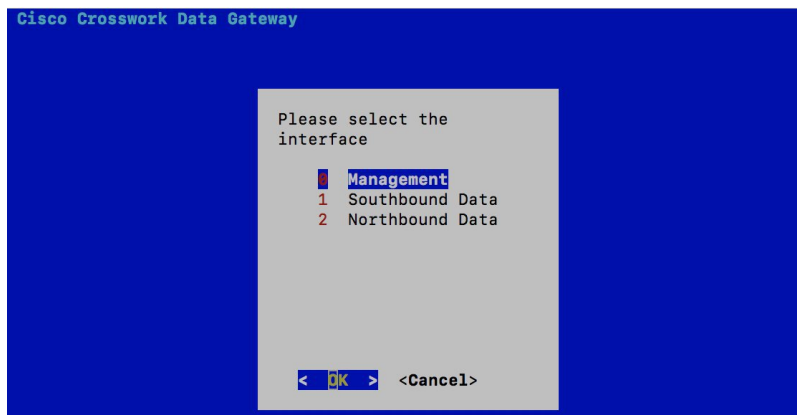 Cisco Crosswork Data Gateway
Please select the
interface
0 Management
1 Southbound Data
2 Northbound Data
< OK > <Cancel>